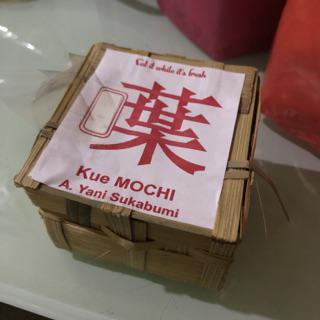 Eat it while it's fresh
葉
Kue MOCHI
A. Yani Sukabumi